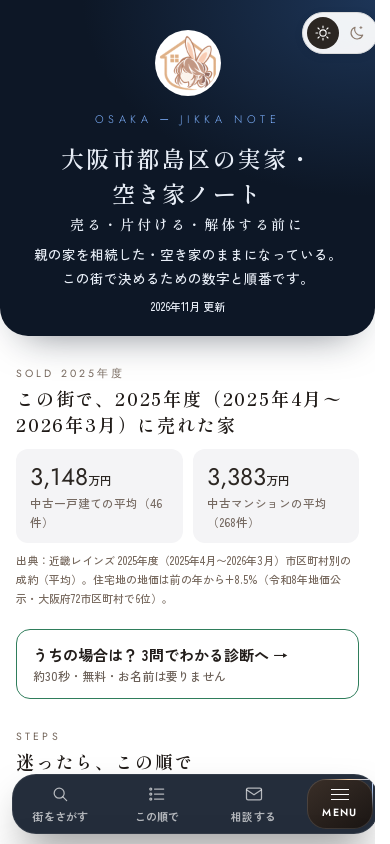 OSAKA — JIKKA NOTE
大阪市都島区の実家・
空き家ノート
売る・片付ける・解体する前に
親の家を相続した・空き家のままになっている。
この街で決めるための数字と順番です。
2026年11月 更新
SOLD 2025年度
この街で、2025年度（2025年4月〜
2026年3月）に売れた家
3,148万円
中古一戸建ての平均（46
件）
3,383万円
中古マンションの平均
（268件）
出典：近畿レインズ 2025年度（2025年4月〜2026年3月）市区町村別の
成約（平均）。住宅地の地価は前の年から+8.5%（令和8年地価公
示・大阪府72市区町村で6位）。
うちの場合は？ 3問でわかる診断へ →
約30秒・無料・お名前は要りません
STEPS
迷ったら、この順で
街をさがす
この順で
相談する
MENU